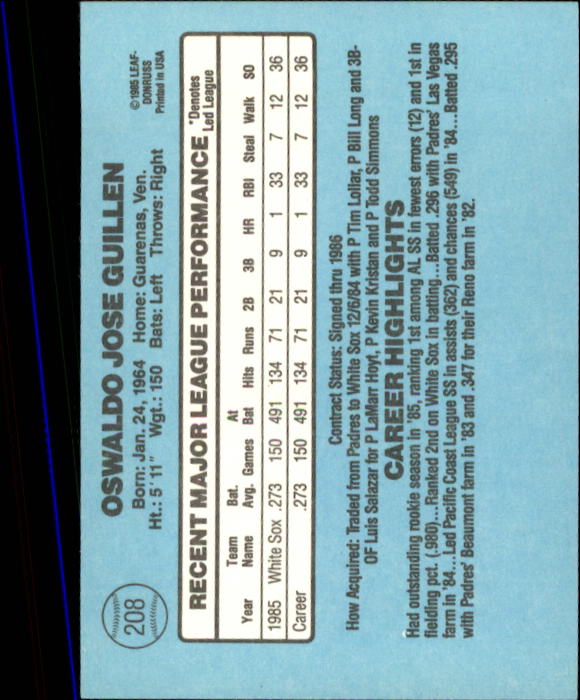 208
OSWALDO JOSE GUILLEN
Born: Jan. 24, 1964 Home: Guarenas, Ven.
Ht.: 5'11" Wgt.: 150 Bats: Left Throws: Right
©1985 LEAF-
DONRUSS
Printed in USA
RECENT MAJOR LEAGUE PERFORMANCE *Denotes
Led League
Team Bat. At
Year Name Avg. Games Bat Hits Runs 2B 3B HR RBI Steal Walk SO
1985 White Sox .273 150 491 134 71 21 9 1 33 7 12 36
Career .273 150 491 134 71 21 9 1 33 7 12 36
Contract Status: Signed thru 1986
How Acquired: Traded from Padres to White Sox 12/6/84 with P Tim Lollar, P Bill Long and 3B-
OF Luis Salazar for P LaMarr Hoyt, P Kevin Kristan and P Todd Simmons
CAREER HIGHLIGHTS
Had outstanding rookie season in '85, ranking 1st among AL SS in fewest errors (12) and 1st in
fielding pct. (.980)...Ranked 2nd on White Sox in batting...Batted .296 with Padres' Las Vegas
farm in '84...Led Pacific Coast League SS in assists (362) and chances (549) in '84...Batted .295
with Padres' Beaumont farm in '83 and .347 for their Reno farm in '82.